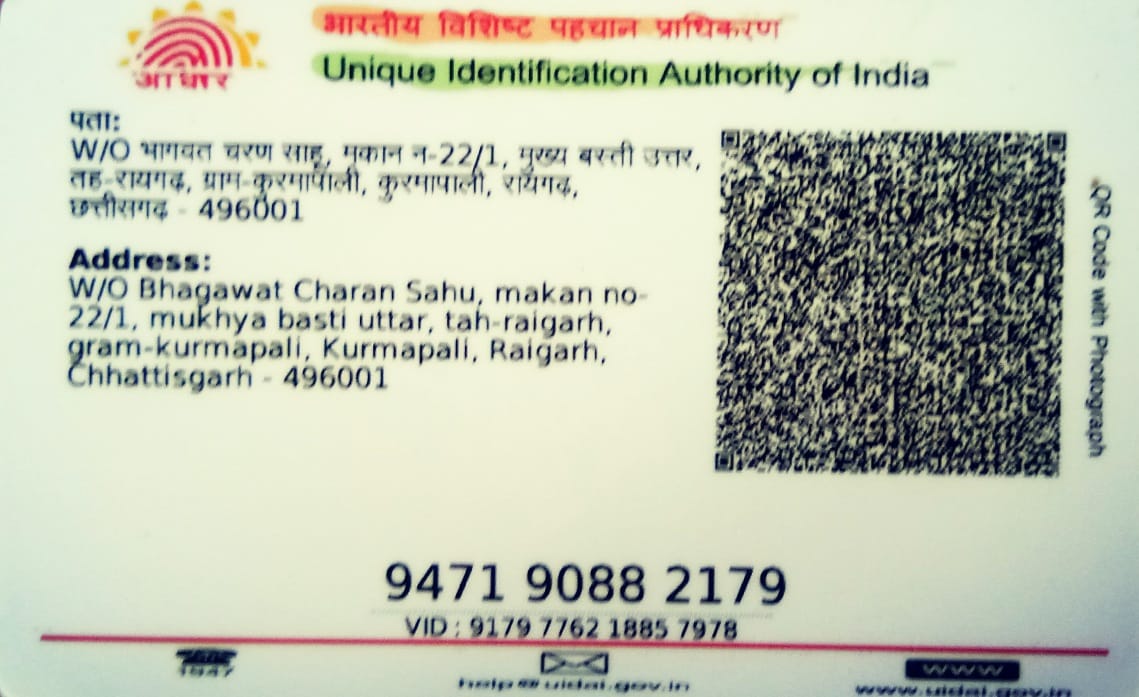 आधार
भारतीय विशिष्ट पहचान प्राधिकरण
Unique Identification Authority of India
पता:
W/O भागवत चरण साहू, मकान न-22/1, मुख्य बस्ती उत्तर,
तह-रायगढ़, ग्राम-कुरमापाली, कुरमापाली, रायगढ़,
छत्तीसगढ़ - 496001
Address:
W/O Bhagawat Charan Sahu, makan no-
22/1, mukhya basti uttar, tah-raigarh,
gram-kurmapali, Kurmapali, Raigarh,
Chhattisgarh - 496001
QR Code with Photograph
9471 9088 2179
VID : 9179 7762 1885 7978
1947
help@uidai.gov.in
www
www.uidai.gov.in